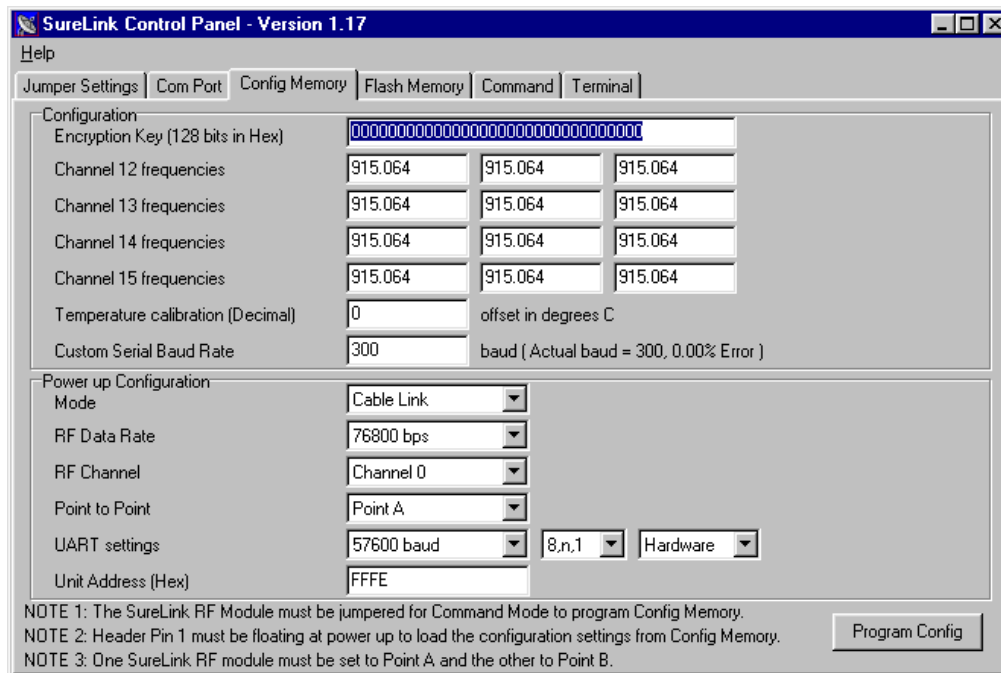 SureLink Control Panel - Version 1.17
Help
Jumper Settings Com Port Config Memory Flash Memory Command Terminal
Configuration
Encryption Key (128 bits in Hex) 00000000000000000000000000000000
Channel 12 frequencies 915.064 915.064 915.064
Channel 13 frequencies 915.064 915.064 915.064
Channel 14 frequencies 915.064 915.064 915.064
Channel 15 frequencies 915.064 915.064 915.064
Temperature calibration (Decimal) 0 offset in degrees C
Custom Serial Baud Rate 300 baud ( Actual baud = 300, 0.00% Error )
Power up Configuration
Mode Cable Link
RF Data Rate 76800 bps
RF Channel Channel 0
Point to Point Point A
UART settings 57600 baud 8,n,1 Hardware
Unit Address (Hex) FFFE
NOTE 1: The SureLink RF Module must be jumpered for Command Mode to program Config Memory.
NOTE 2: Header Pin 1 must be floating at power up to load the configuration settings from Config Memory.
NOTE 3: One SureLink RF module must be set to Point A and the other to Point B.
Program Config